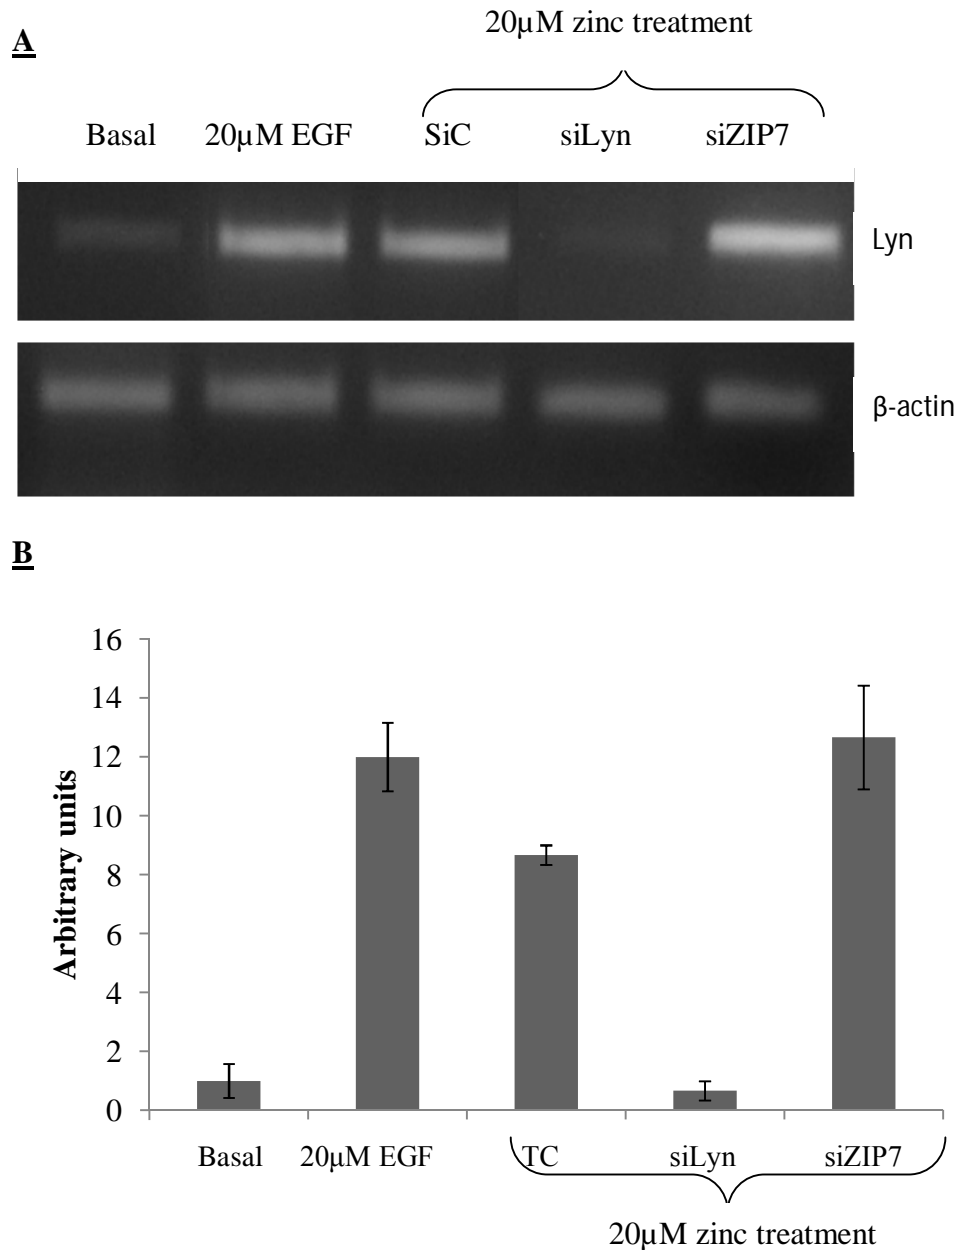 20µM zinc treatment
A
Basal 20µM EGF SiC siLyn siZIP7
Lyn
β-actin
B
16
14
12
10
8
6
4
2
0
Arbitrary units
Basal 20µM EGF TC siLyn siZIP7
20µM zinc treatment